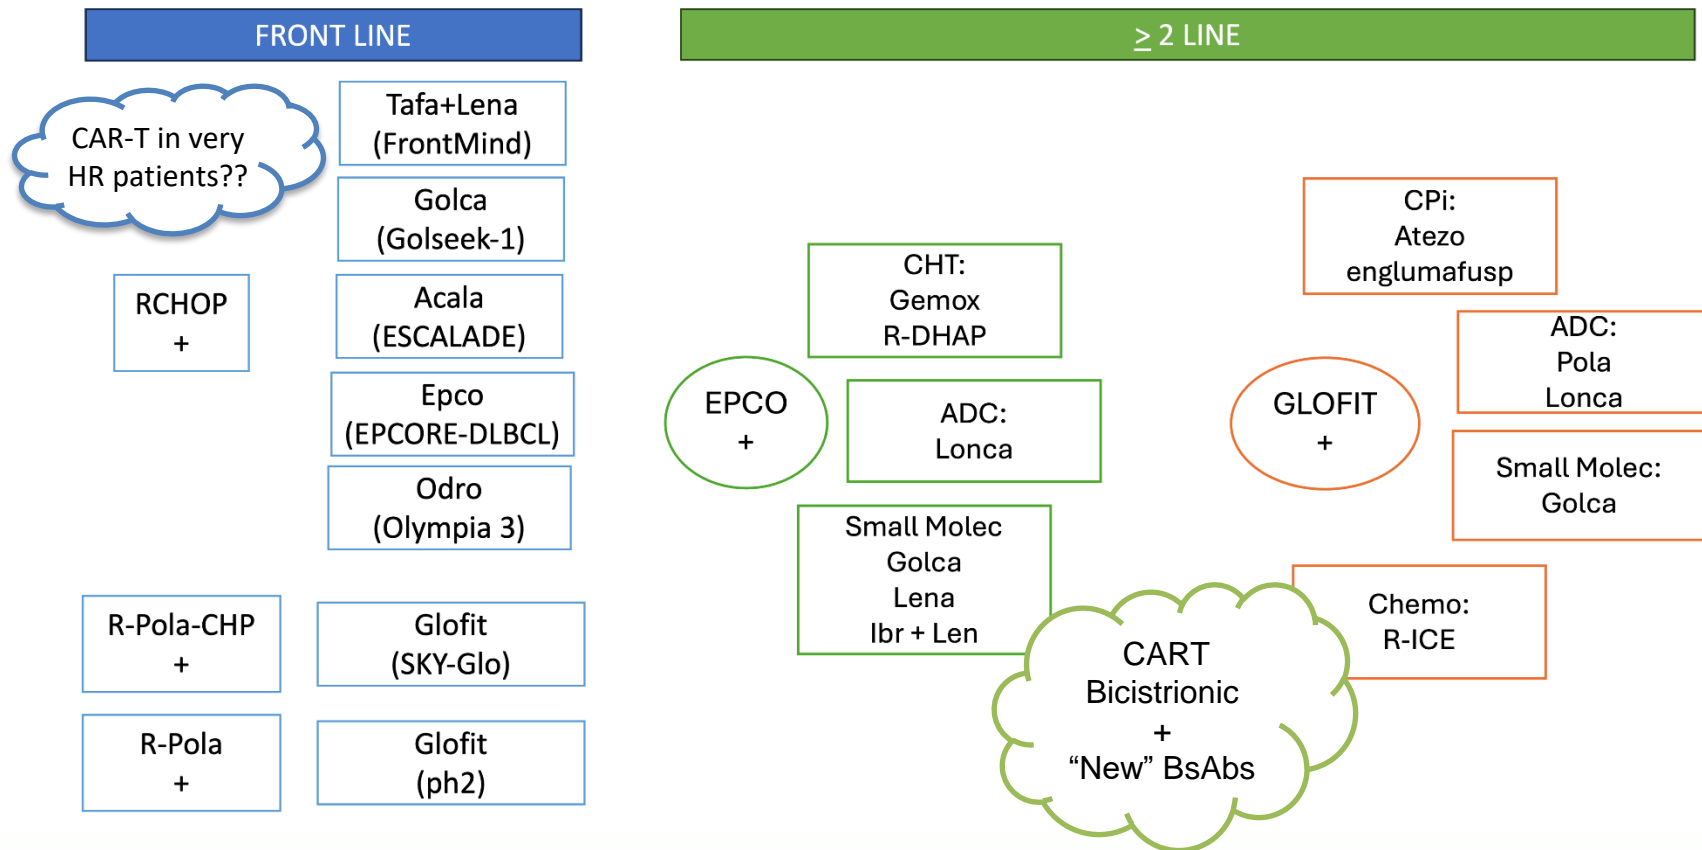 FRONT LINE
CAR-T in very
HR patients??
Tafa+Lena
(FrontMind)
Golca
(Golseek-1)
RCHOP
+
Acala
(ESCALADE)
Epco
(EPCORE-DLBCL)
Odro
(Olympia 3)
R-Pola-CHP
+
Glofit
(SKY-Glo)
R-Pola
+
Glofit
(ph2)
≥ 2 LINE
EPCO
+
CHT:
Gemox
R-DHAP
ADC:
Lonca
Small Molec
Golca
Lena
Ibr + Len
GLOFIT
+
CPi:
Atezo
englumafusp
ADC:
Pola
Lonca
Small Molec:
Golca
Chemo:
R-ICE
CART
Bicistrionic
+
“New” BsAbs